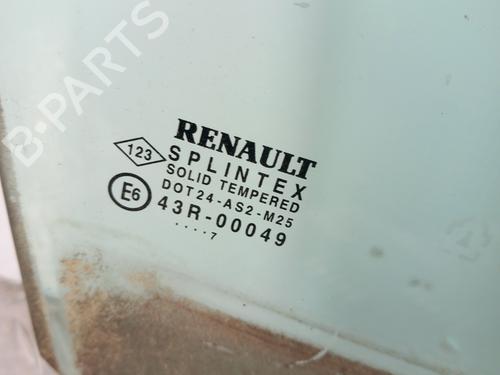 B-PARTS
RENAULT
123 SPLINTEX
SOLID TEMPERED
DOT24-AS2-M25
E6 43R-00049
....7